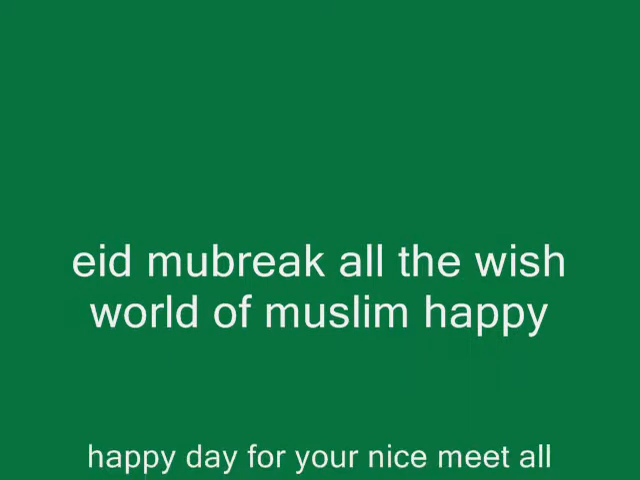 eid mubreak all the wish
world of muslim happy
happy day for your nice meet all